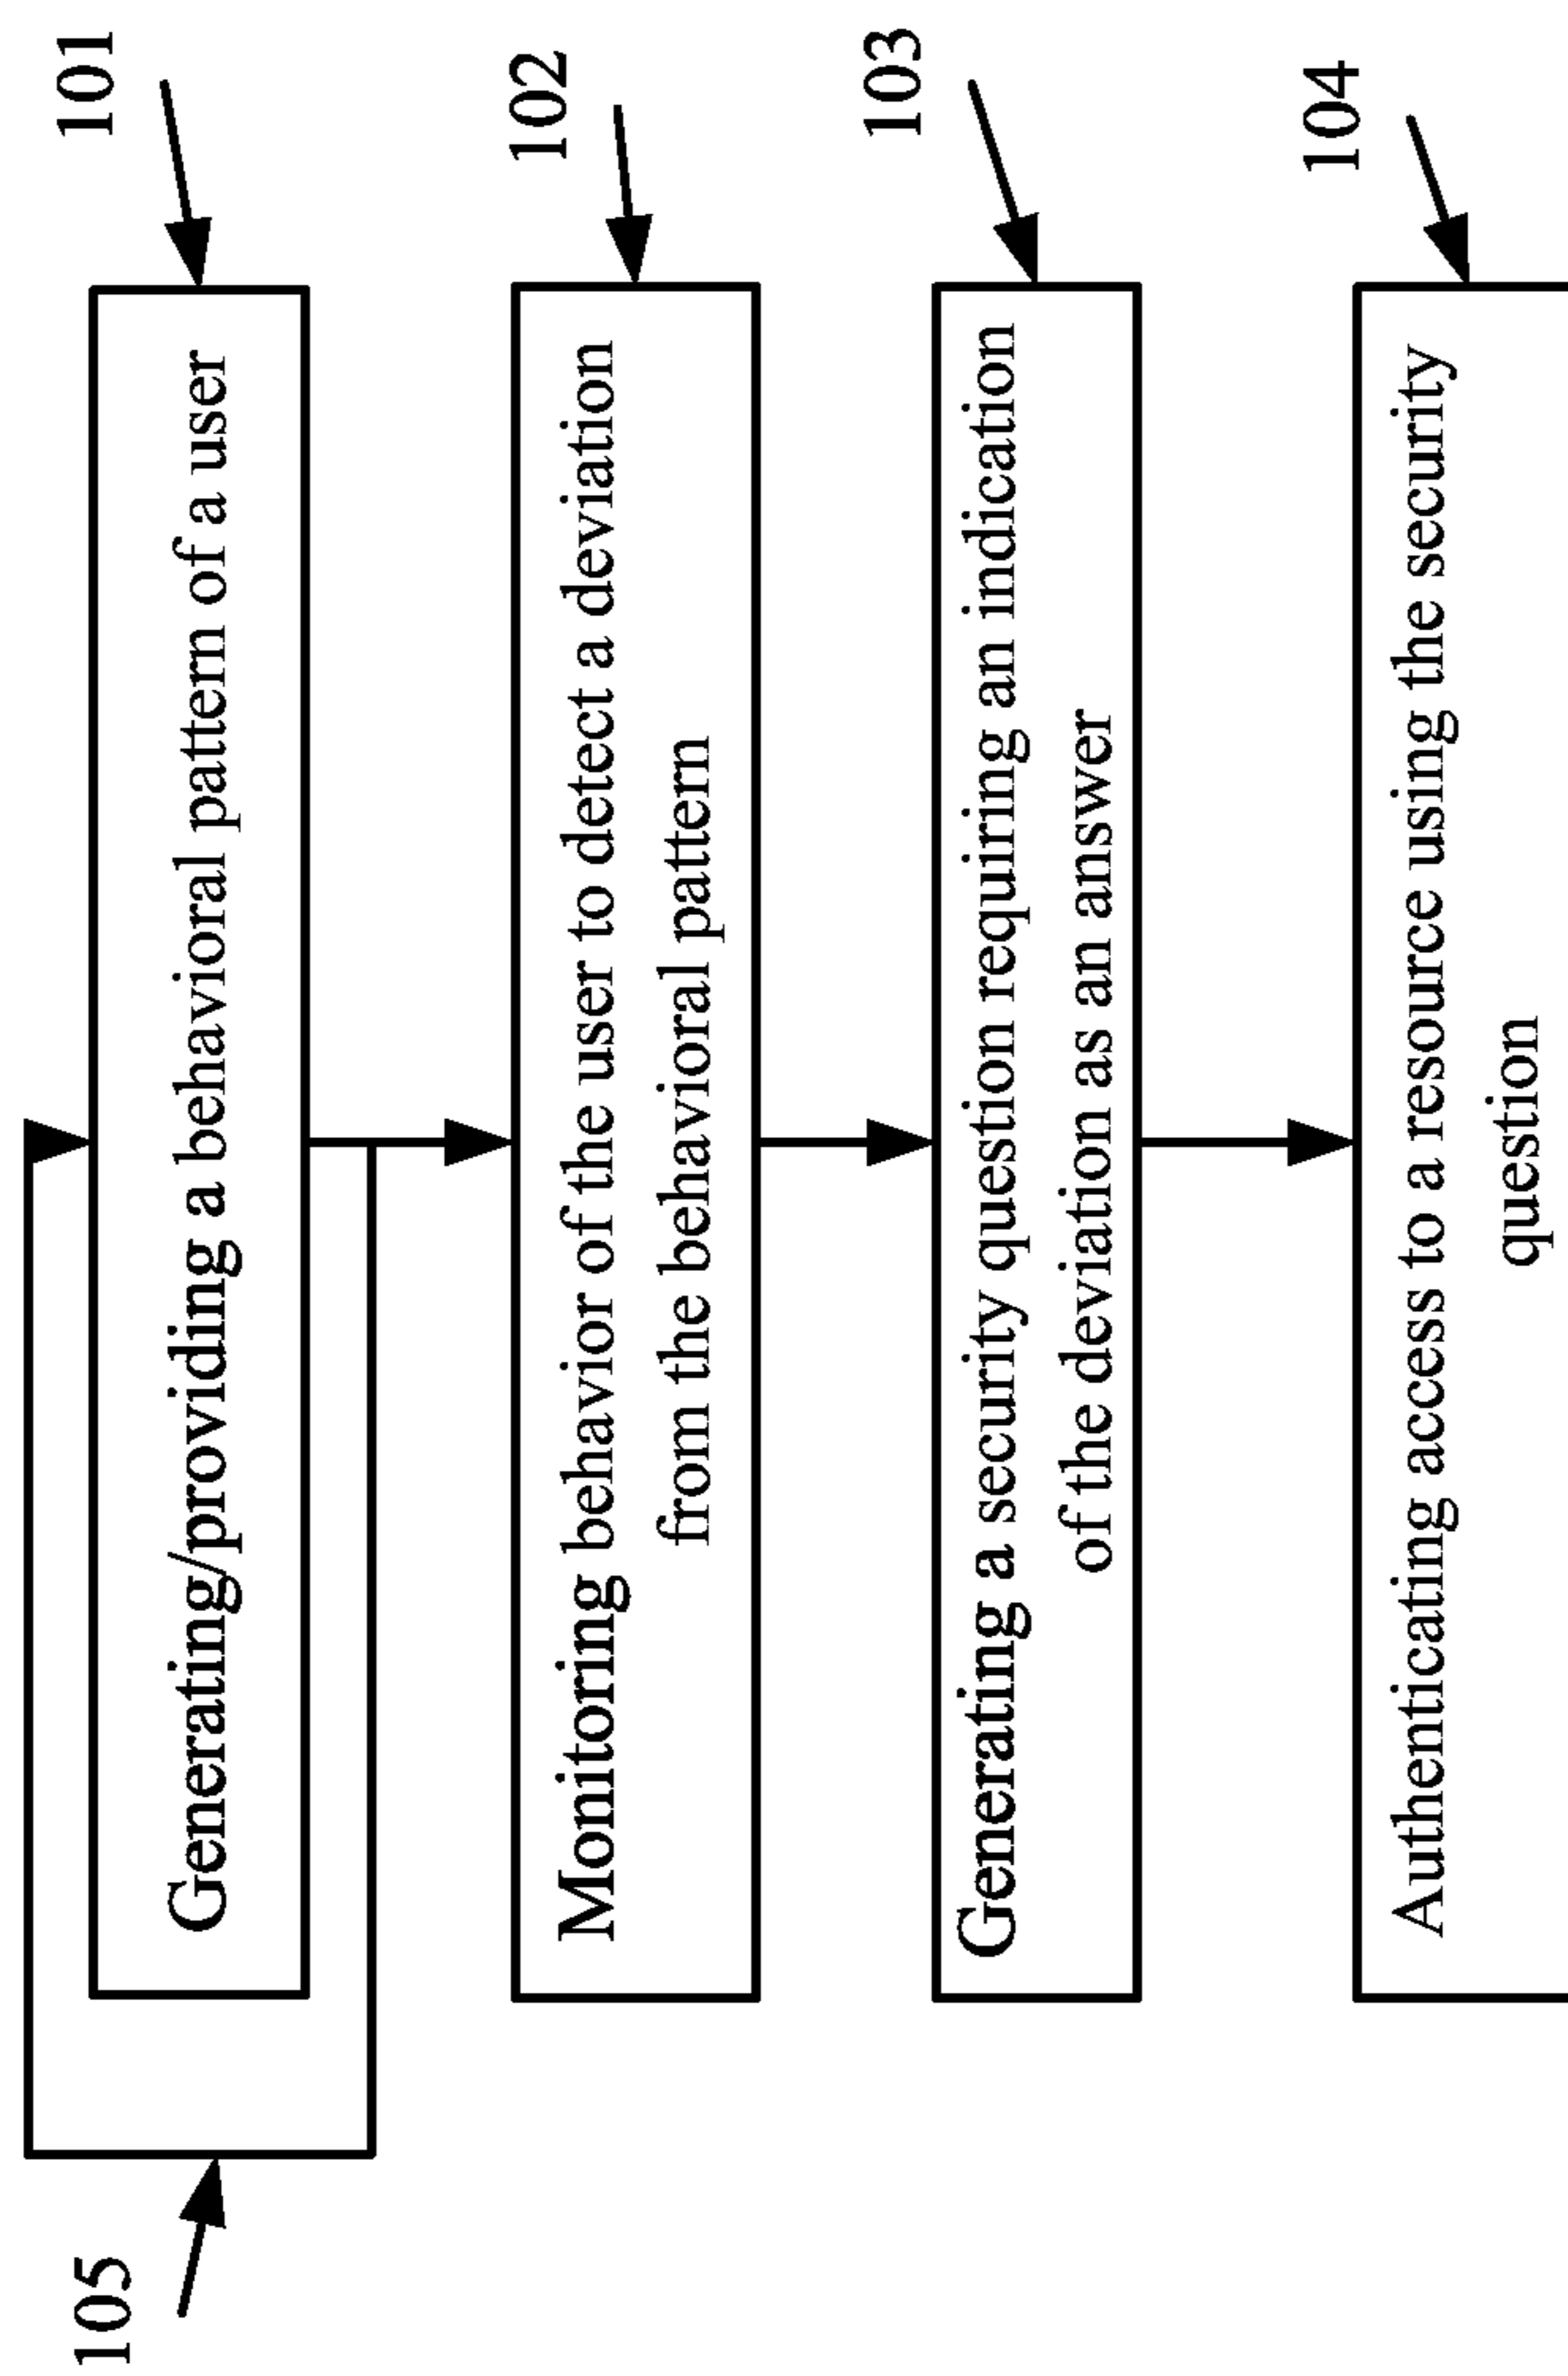 101
Generating/providing a behavioral pattern of a user
105
102
Monitoring behavior of the user to detect a deviation
from the behavioral pattern
103
Generating a security question requiring an indication
of the deviation as an answer
104
Authenticating access to a resource using the security
question